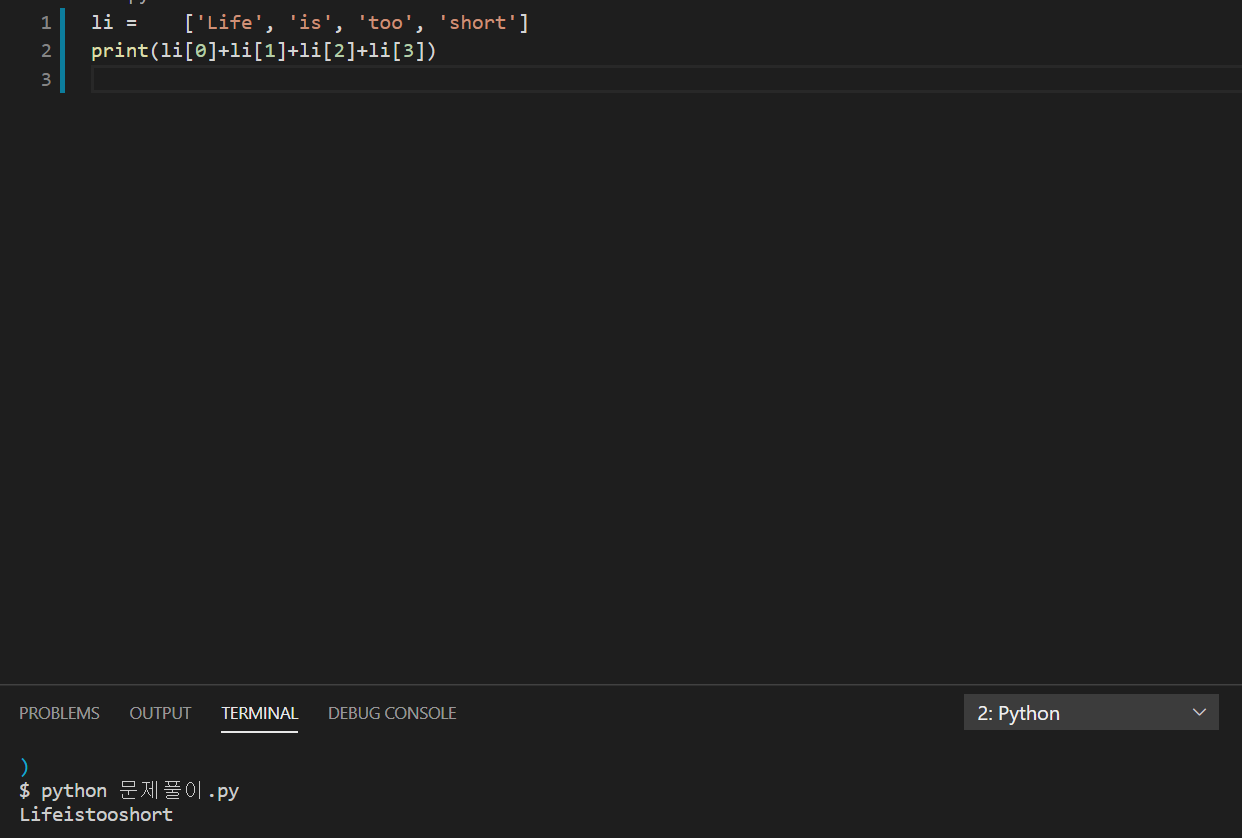 1 li =    ['Life', 'is', 'too', 'short']
2 print(li[0]+li[1]+li[2]+li[3])
3
PROBLEMS OUTPUT TERMINAL DEBUG CONSOLE 2: Python
)
$ python 문제풀이.py
Lifeistooshort